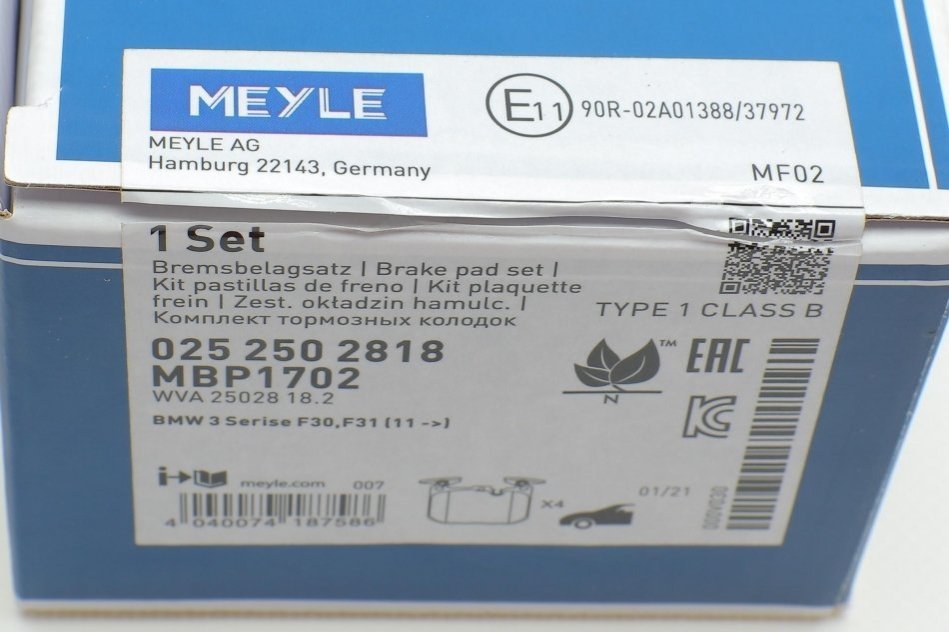 MEYLE
E11 90R-02A01388/37972
MEYLE AG
Hamburg 22143, Germany
MF02
1 Set
Bremsbelagsatz | Brake pad set |
Kit pastillas de freno | Kit plaquette
frein | Zest. okładzin hamulc. |
Комплект тормозных колодок
TYPE 1 CLASS B
025 250 2818
MBP1702
WVA 25028 18.2
BMW 3 Serise F30,F31 (11 ->)
TM
N
EAC
meyle.com 007
4 040074 187586
X4
01/21